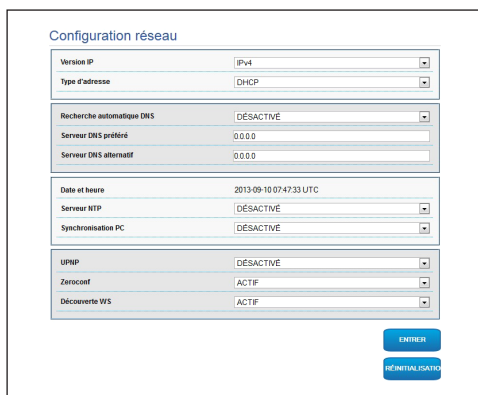 Configuration réseau
Version IP IPv4
Type d'adresse DHCP
Recherche automatique DNS DÉSACTIVÉ
Serveur DNS préféré 0.0.0.0
Serveur DNS alternatif 0.0.0.0
Date et heure 2013-09-10 07:47:33 UTC
Serveur NTP DÉSACTIVÉ
Synchronisation PC DÉSACTIVÉ
UPNP DÉSACTIVÉ
Zeroconf ACTIF
Découverte WS ACTIF
ENTRER
RÉINITIALISATIO